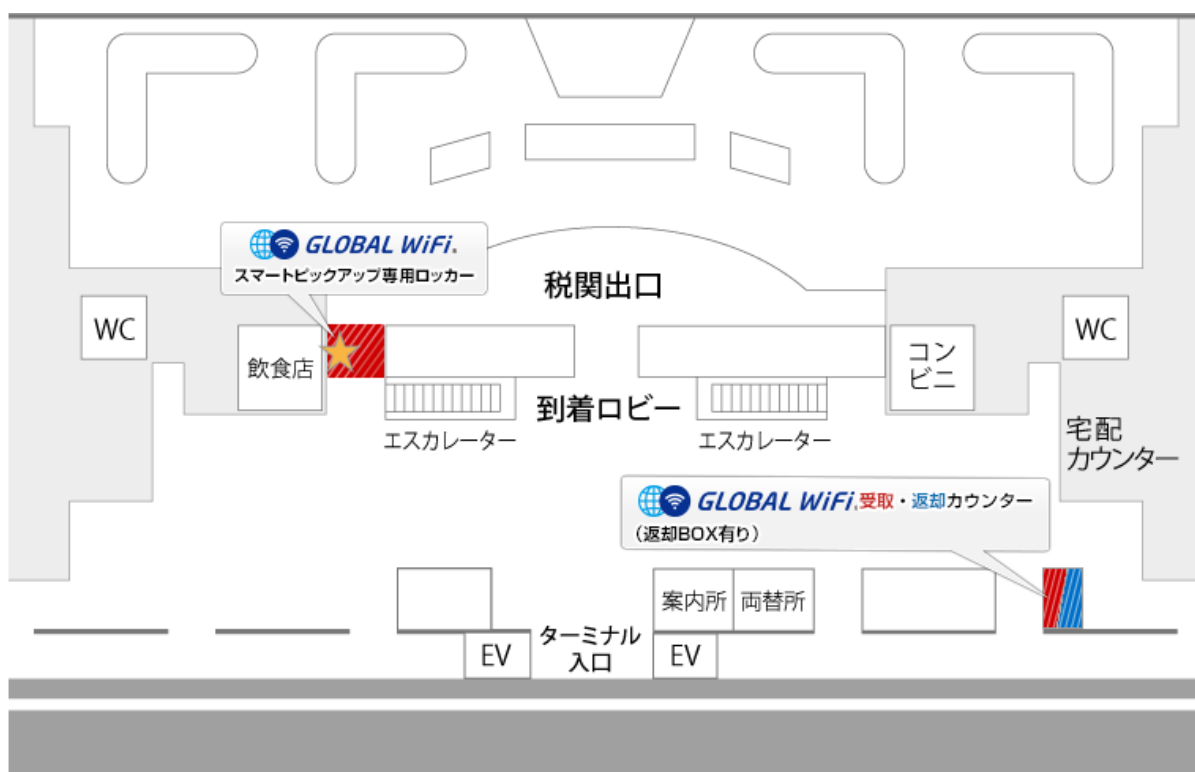 GLOBAL WiFi®
スマートピックアップ専用ロッカー
税関出口
WC
WC
飲食店
コン
ビニ
到着ロビー
エスカレーター
エスカレーター
宅配
カウンター
GLOBAL WiFi®受取・返却カウンター
(返却BOX有り)
案内所
両替所
ターミナル
入口
EV
EV